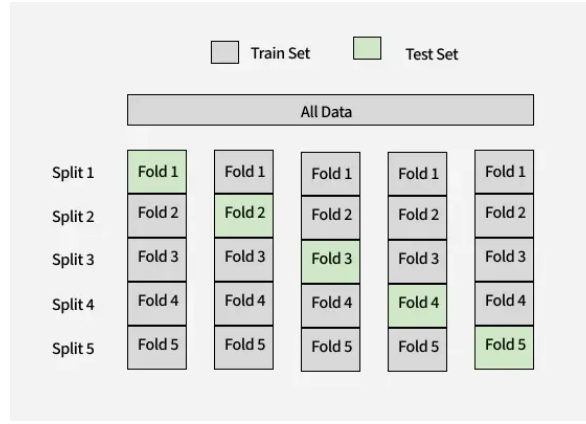 Train Set Test Set
All Data
Split 1 Fold 1 Fold 1 Fold 1 Fold 1 Fold 1
Split 2 Fold 2 Fold 2 Fold 2 Fold 2 Fold 2
Split 3 Fold 3 Fold 3 Fold 3 Fold 3 Fold 3
Split 4 Fold 4 Fold 4 Fold 4 Fold 4 Fold 4
Split 5 Fold 5 Fold 5 Fold 5 Fold 5 Fold 5